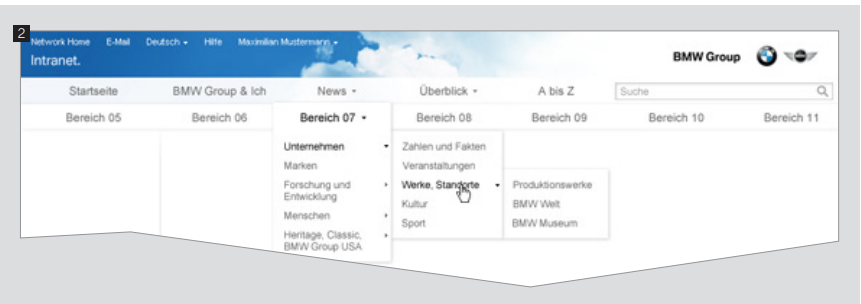 2
Network Home E-Mail Deutsch Hilfe Maximilian Mustermann
Intranet.
BMW Group
Startseite BMW Group & Ich News Überblick A bis Z Suche
Bereich 05 Bereich 06 Bereich 07 Bereich 08 Bereich 09 Bereich 10 Bereich 11
Unternehmen
Marken
Forschung und
Entwicklung
Menschen
Heritage, Classic,
BMW Group USA
Zahlen und Fakten
Veranstaltungen
Werke, Standorte
Kultur
Sport
Produktionswerke
BMW Welt
BMW Museum